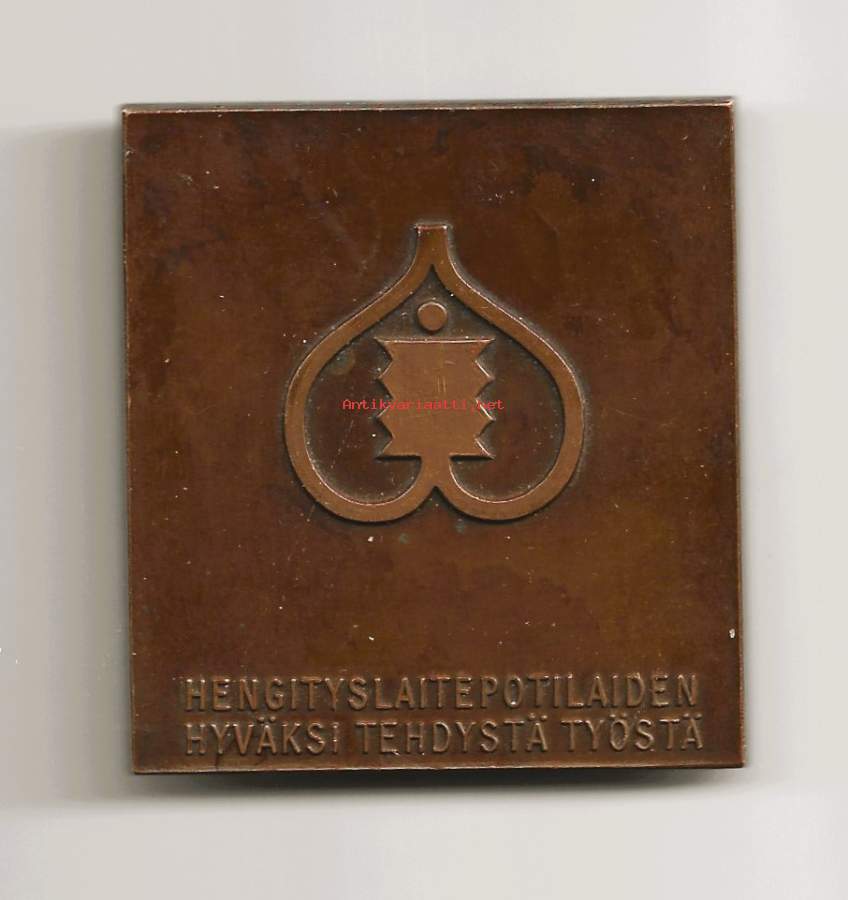 Antikvariaatti.net
HENGITYSLAITEPOTILAIDEN
HYVÄKSI TEHDYSTÄ TYÖSTÄ